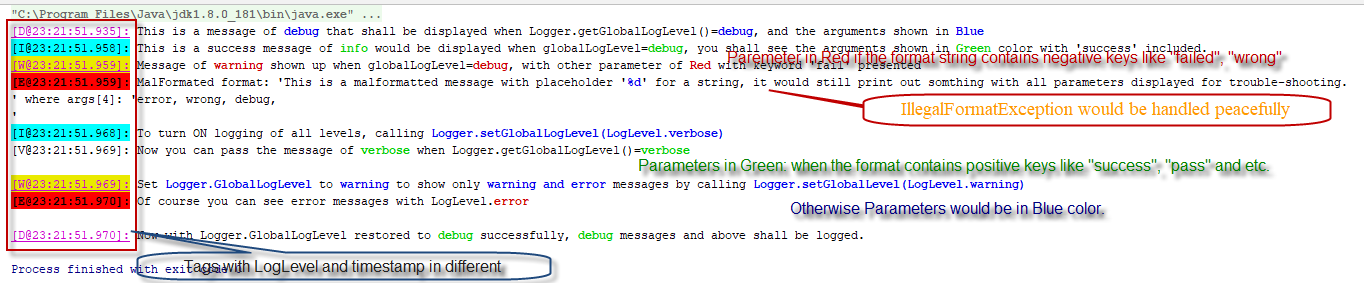 "C:\Program Files\Java\jdk1.8.0_181\bin\java.exe" ...
[D@23:21:51.935]: This is a message of debug that shall be displayed when Logger.getGlobalLogLevel()=debug, and the arguments shown in Blue
[I@23:21:51.958]: This is a success message of info would be displayed when globalLogLevel=debug, you shall see the arguments shown in Green color with 'success' included.
[W@23:21:51.959]: Message of warning shown up when globalLogLevel=debug, with other parameter of Red with keyword 'fail' presented
Paremeter in Red if the format string contains negative keys like "failed", "wrong"
[E@23:21:51.959]: MalFormated format: 'This is a malformatted message with placeholder '%d' for a string, it would still print out somthing with all parameters displayed for trouble-shooting.
' where args[4]: 'error, wrong, debug,
'
IllegalFormatException would be handled peacefully
[I@23:21:51.968]: To turn ON logging of all levels, calling Logger.setGlobalLogLevel(LogLevel.verbose)
[V@23:21:51.969]: Now you can pass the message of verbose when Logger.getGlobalLogLevel()=verbose
Parameters in Green: when the format contains positive keys like "success", "pass" and etc.
[W@23:21:51.969]: Set Logger.GlobalLogLevel to warning to show only warning and error messages by calling Logger.setGlobalLevel(LogLevel.warning)
[E@23:21:51.970]: Of course you can see error messages with LogLevel.error
Otherwise Parameters would be in Blue color.
[D@23:21:51.970]: Now with Logger.GlobalLogLevel restored to debug successfully, debug messages and above shall be logged.
Tags with LogLevel and timestamp in different
Process finished with exit code 0